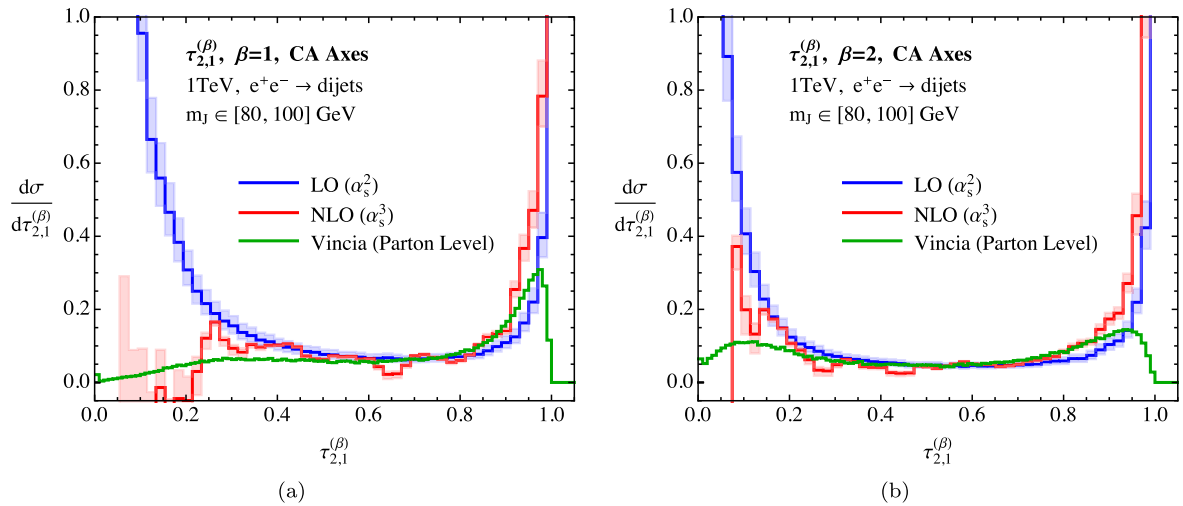 τ2,1(β), β=1, CA Axes
1TeV, e+e− → dijets
mJ ∈ [80, 100] GeV
LO (αs2)
NLO (αs3)
Vincia (Parton Level)
1.0
0.8
0.6
0.4
0.2
0.0
dσ
dτ2,1(β)
0.0 0.2 0.4 0.6 0.8 1.0
τ2,1(β)
(a)
τ2,1(β), β=2, CA Axes
1TeV, e+e− → dijets
mJ ∈ [80, 100] GeV
LO (αs2)
NLO (αs3)
Vincia (Parton Level)
1.0
0.8
0.6
0.4
0.2
0.0
dσ
dτ2,1(β)
0.0 0.2 0.4 0.6 0.8 1.0
τ2,1(β)
(b)